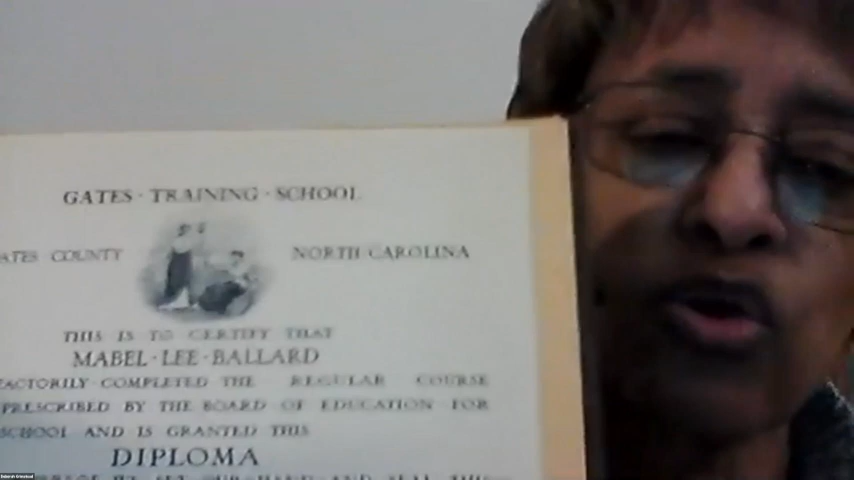 GATES · TRAINING · SCHOOL
COUNTY NORTH CAROLINA
THIS IS TO CERTIFY THAT
MABEL · LEE · BALLARD
COMPLETED THE REGULAR COURSE
PRESCRIBED BY THE BOARD OF EDUCATION FOR
SCHOOL AND IS GRANTED THIS
DIPLOMA